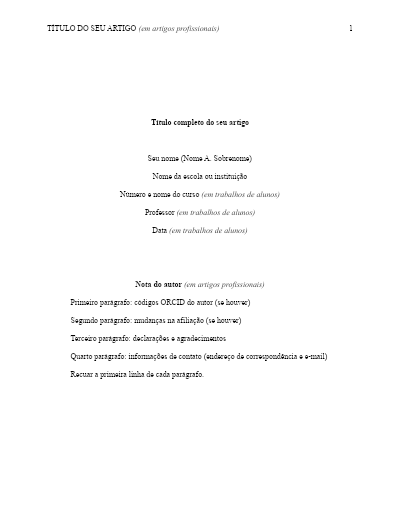 TÍTULO DO SEU ARTIGO (em artigos profissionais) 1
Título completo do seu artigo
Seu nome (Nome A. Sobrenome)
Nome da escola ou instituição
Número e nome do curso (em trabalhos de alunos)
Professor (em trabalhos de alunos)
Data (em trabalhos de alunos)
Nota do autor (em artigos profissionais)
Primeiro parágrafo: códigos ORCID do autor (se houver)
Segundo parágrafo: mudanças na afiliação (se houver)
Terceiro parágrafo: declarações e agradecimentos
Quarto parágrafo: informações de contato (endereço de correspondência e e-mail)
Recuar a primeira linha de cada parágrafo.